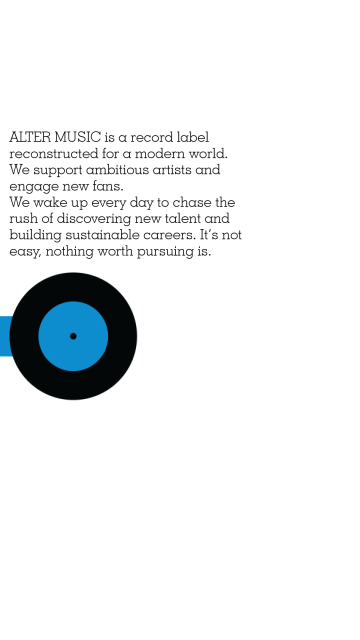 ALTER MUSIC is a record label
reconstructed for a modern world.
We support ambitious artists and
engage new fans.
We wake up every day to chase the
rush of discovering new talent and
building sustainable careers. It's not
easy, nothing worth pursuing is.